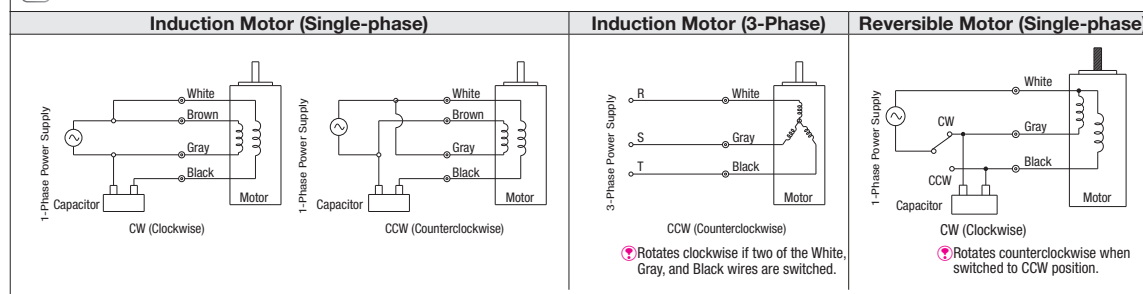 Induction Motor (Single-phase)
1-Phase Power Supply
White
Brown
Gray
Black
Capacitor
Motor
CW (Clockwise)
1-Phase Power Supply
White
Brown
Gray
Black
Capacitor
Motor
CCW (Counterclockwise)
Induction Motor (3-Phase)
3-Phase Power Supply
R
White
S
Gray
T
Black
Motor
CCW (Counterclockwise)
Rotates clockwise if two of the White,
Gray, and Black wires are switched.
Reversible Motor (Single-phase)
1-Phase Power Supply
White
CW
Gray
Black
CCW
Capacitor
Motor
CW (Clockwise)
Rotates counterclockwise when
switched to CCW position.